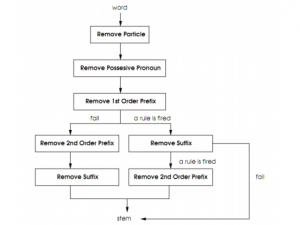 word
Remove Particle
Remove Possesive Pronoun
Remove 1st Order Prefix
fail
a rule is fired
Remove 2nd Order Prefix
Remove Suffix
a rule is fired
fail
Remove Suffix
Remove 2nd Order Prefix
stem